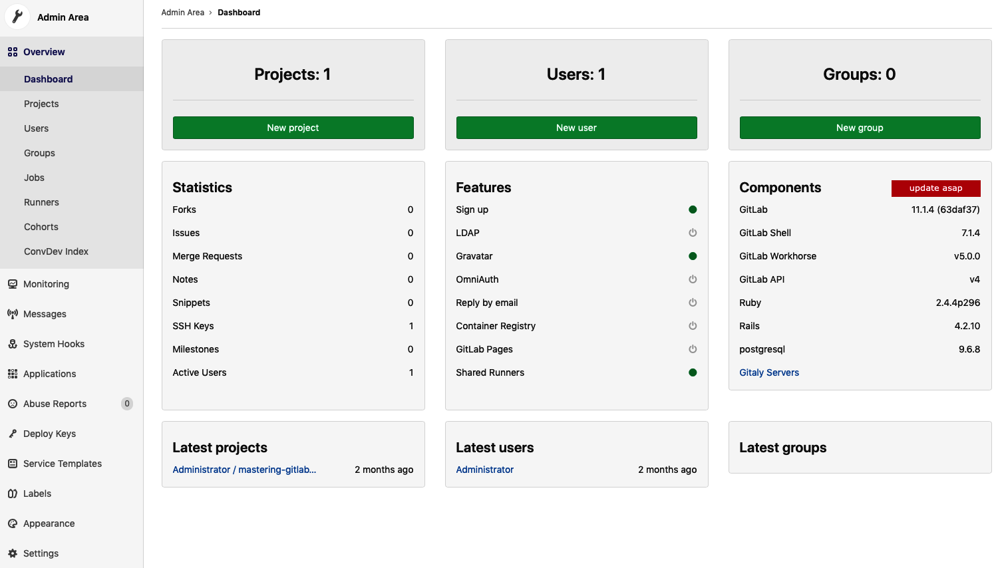 Admin Area
Overview
Dashboard
Projects
Users
Groups
Jobs
Runners
Cohorts
ConvDev Index
Monitoring
Messages
System Hooks
Applications
Abuse Reports 0
Deploy Keys
Service Templates
Labels
Appearance
Settings
Admin Area › Dashboard
Projects: 1
New project
Users: 1
New user
Groups: 0
New group
Statistics
Forks 0
Issues 0
Merge Requests 0
Notes 0
Snippets 0
SSH Keys 1
Milestones 0
Active Users 1
Features
Sign up
LDAP
Gravatar
OmniAuth
Reply by email
Container Registry
GitLab Pages
Shared Runners
Components update asap
GitLab 11.1.4 (63daf37)
GitLab Shell 7.1.4
GitLab Workhorse v5.0.0
GitLab API v4
Ruby 2.4.4p296
Rails 4.2.10
postgresql 9.6.8
Gitaly Servers
Latest projects
Administrator / mastering-gitlab... 2 months ago
Latest users
Administrator 2 months ago
Latest groups